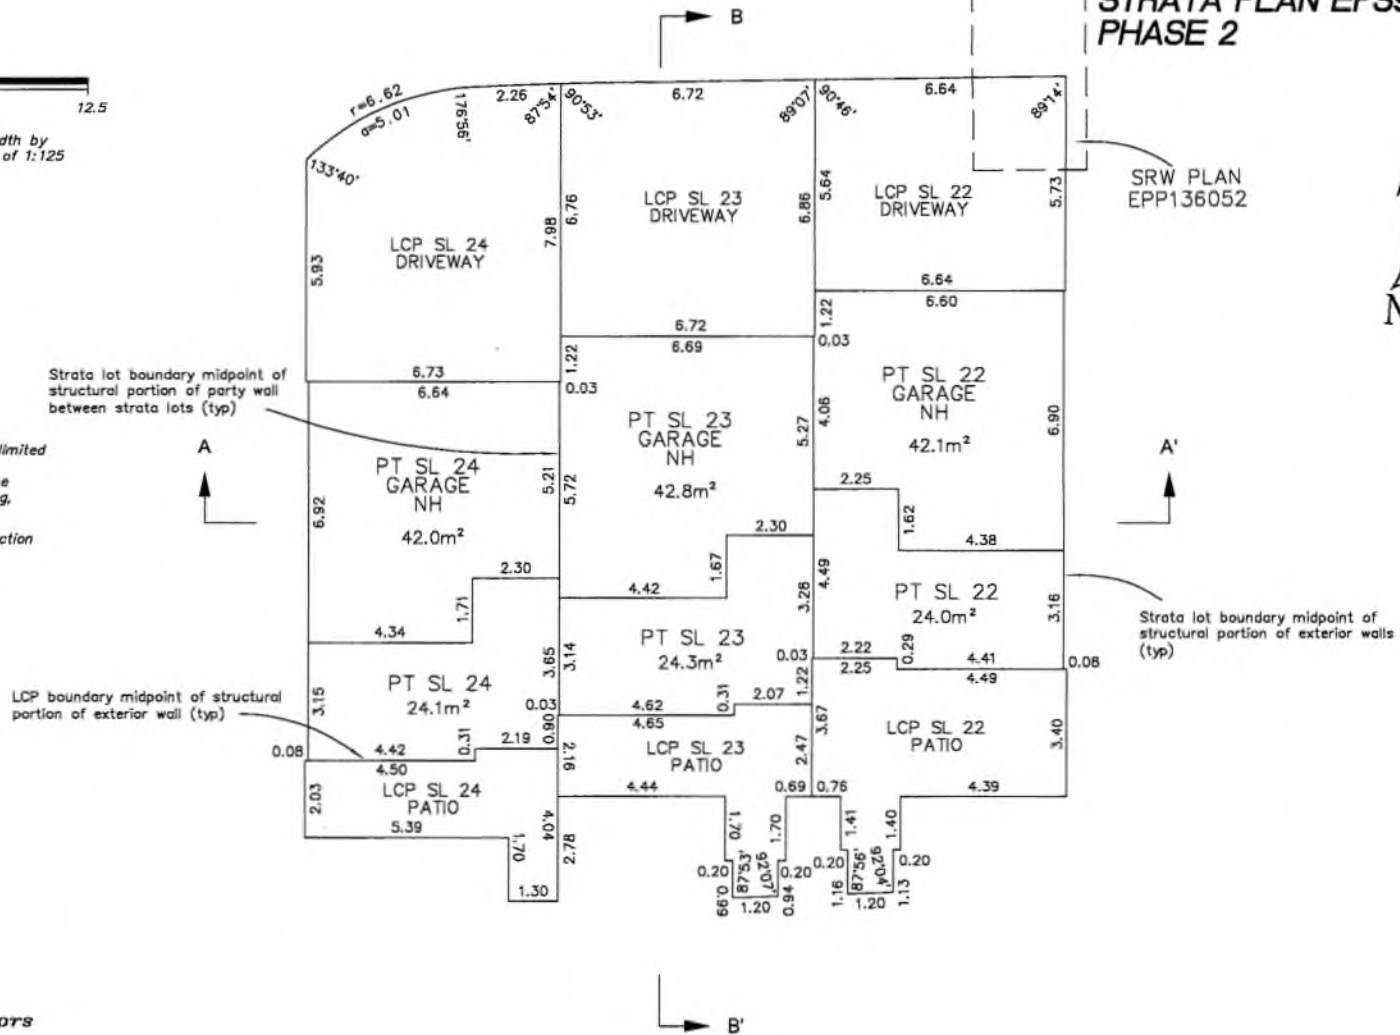 STRATA PLAN EPS
PHASE 2
B
12.5
dth by
of 1:125
r=6.62
a=5.01
176°56'
2.26
87°54'
90°53'
6.72
89°07'
90°46'
6.64
89°14'
133°40'
SRW PLAN
EPP136052
5.93
LCP SL 24
DRIVEWAY
7.98
6.76
LCP SL 23
DRIVEWAY
6.86
5.64
LCP SL 22
DRIVEWAY
5.73
6.64
6.60
6.72
6.69
1.22
0.03
6.73
6.64
1.22
0.03
Strata lot boundary midpoint of
structural portion of party wall
between strata lots (typ)
limited
g,
ction
A
A'
PT SL 24
GARAGE
NH
42.0m²
6.92
5.21
5.72
PT SL 23
GARAGE
NH
42.8m²
5.27
4.06
PT SL 22
GARAGE
NH
42.1m²
6.90
2.25
1.62
4.38
2.30
1.67
4.42
2.30
1.71
4.34
PT SL 22
24.0m²
4.49
3.16
Strata lot boundary midpoint of
structural portion of exterior walls
(typ)
PT SL 23
24.3m²
3.28
3.14
PT SL 24
24.1m²
3.65
3.15
LCP boundary midpoint of structural
portion of exterior wall (typ)
0.03
2.22
2.25
0.29
4.41
4.49
0.08
0.03
4.62
4.65
0.31
2.07
1.22
3.67
0.08
4.42
4.50
0.31
2.19
0.90
2.16
LCP SL 24
PATIO
2.03
LCP SL 23
PATIO
2.47
LCP SL 22
PATIO
3.40
5.39
1.70
4.04
2.78
1.30
4.44
0.69
0.76
4.39
1.70
1.70
1.41
1.40
0.20
0.99
87°53'
92°07'
0.20
0.94
1.20
0.20
1.16
87°56'
92°04'
0.20
1.13
1.20
B'
ors